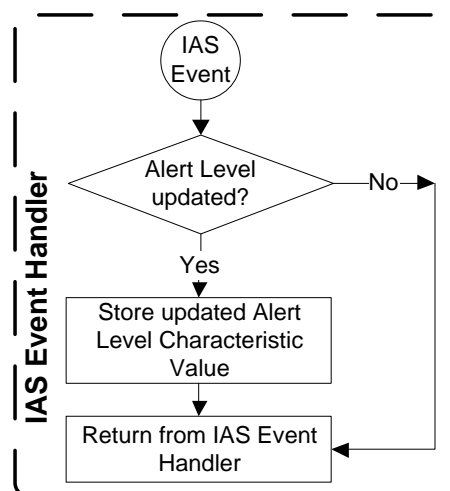 IAS
Event
Alert Level
updated?
No
Yes
Store updated Alert
Level Characteristic
Value
Return from IAS Event
Handler
IAS Event Handler